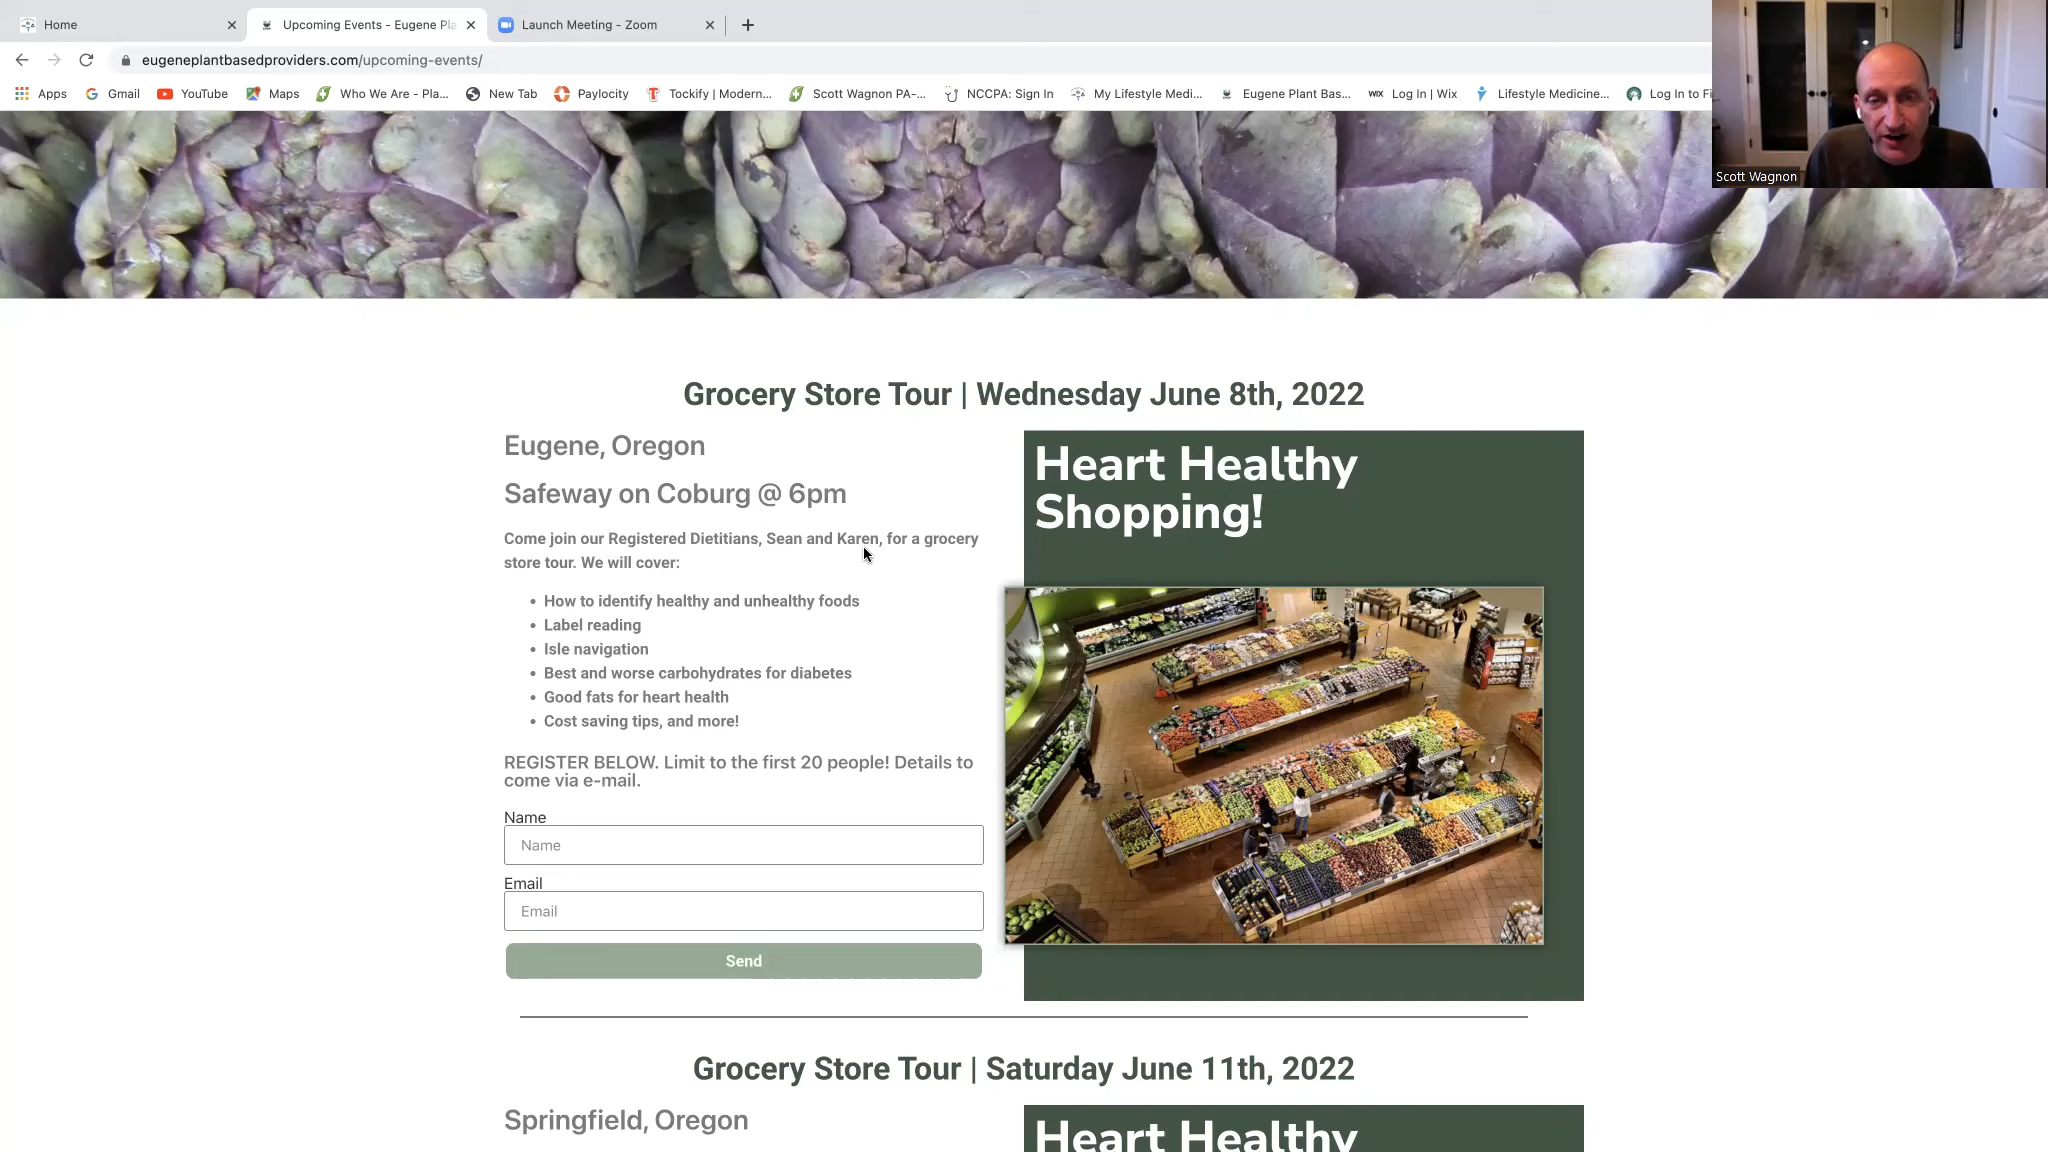 Home
Upcoming Events - Eugene Pla
Launch Meeting - Zoom
eugeneplantbasedproviders.com/upcoming-events/
Apps
Gmail
YouTube
Maps
Who We Are - Pla...
New Tab
Paylocity
Tockify | Modern...
Scott Wagnon PA-...
NCCPA: Sign In
My Lifestyle Medi...
Eugene Plant Bas...
WIX
Log In | Wix
Lifestyle Medicine...
Log In to Fi
Scott Wagnon
Grocery Store Tour | Wednesday June 8th, 2022
Eugene, Oregon
Safeway on Coburg @ 6pm
Come join our Registered Dietitians, Sean and Karen, for a grocery
store tour. We will cover:
• How to identify healthy and unhealthy foods
• Label reading
• Isle navigation
• Best and worse carbohydrates for diabetes
• Good fats for heart health
• Cost saving tips, and more!
REGISTER BELOW. Limit to the first 20 people! Details to
come via e-mail.
Name
Name
Email
Email
Send
Heart Healthy
Shopping!
Grocery Store Tour | Saturday June 11th, 2022
Springfield, Oregon
Heart Healthy